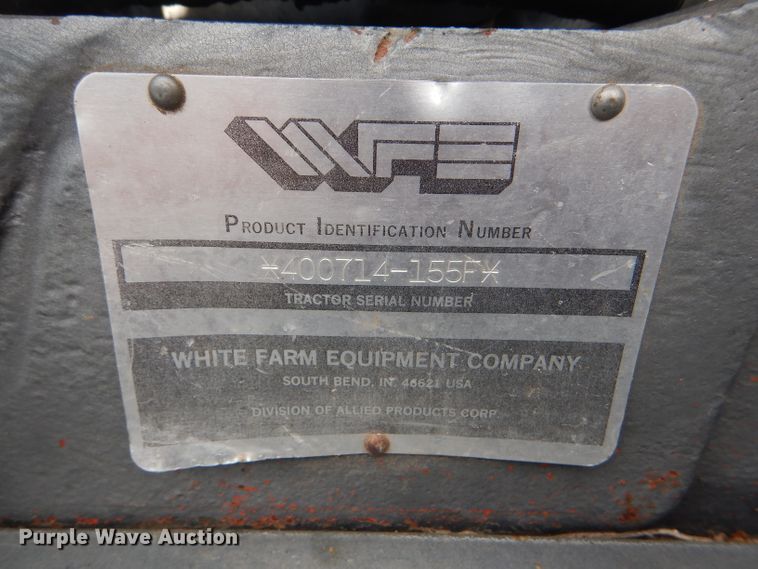 WFE
PRODUCT IDENTIFICATION NUMBER
*400714-155F*
TRACTOR SERIAL NUMBER
WHITE FARM EQUIPMENT COMPANY
SOUTH BEND, IN. 46621 USA
DIVISION OF ALLIED PRODUCTS CORP.
Purple Wave Auction